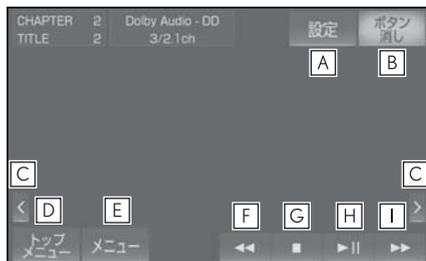 CHAPTER 2
TITLE 2
Dolby Audio - DD
3/2.1ch
設定
ボタン
消し
A
B
C
C
<
>
D
E
F
G
H
I
トップ
メニュー
メニュー
◀◀
■
▶II
▶▶